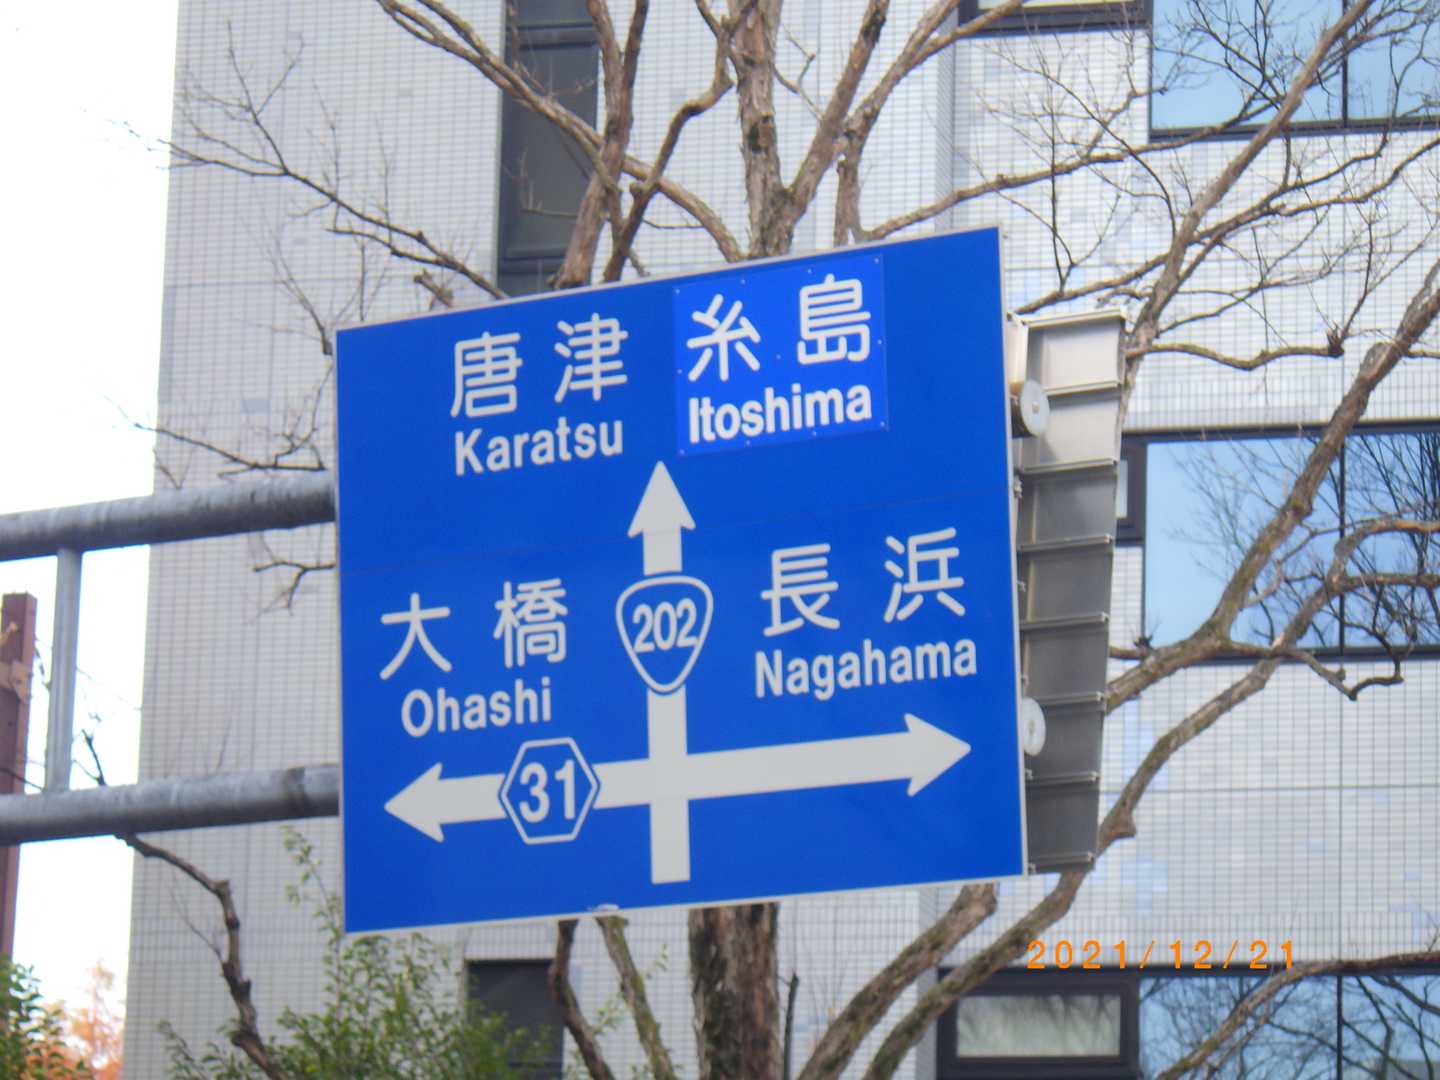 唐津 糸島
Karatsu Itoshima
大橋 202 長浜
Ohashi Nagahama
31
2021/12/21